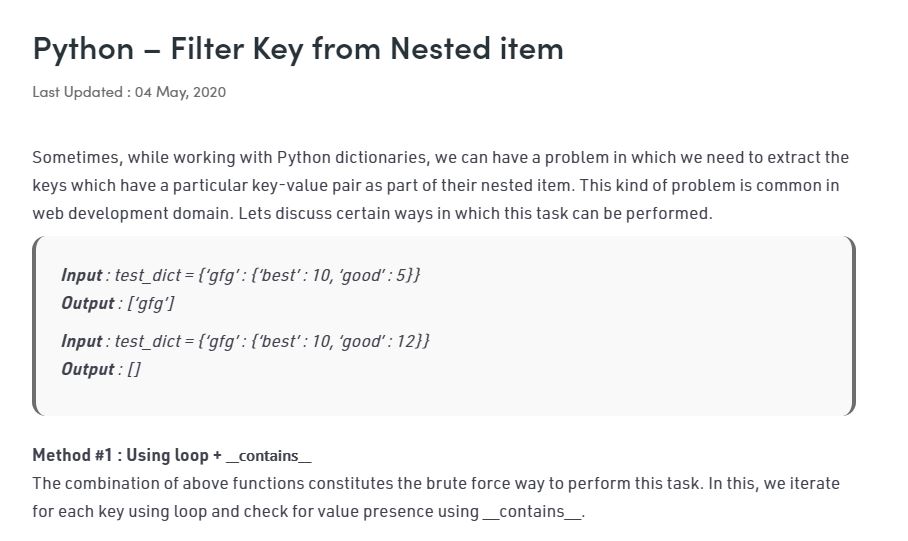 Python – Filter Key from Nested item
Last Updated : 04 May, 2020
Sometimes, while working with Python dictionaries, we can have a problem in which we need to extract the
keys which have a particular key-value pair as part of their nested item. This kind of problem is common in
web development domain. Lets discuss certain ways in which this task can be performed.
Input : test_dict = {‘gfg’ : {‘best’ : 10, ‘good’ : 5}}
Output : [‘gfg’]
Input : test_dict = {‘gfg’ : {‘best’ : 10, ‘good’ : 12}}
Output : []
Method #1 : Using loop + __contains__
The combination of above functions constitutes the brute force way to perform this task. In this, we iterate
for each key using loop and check for value presence using __contains__.